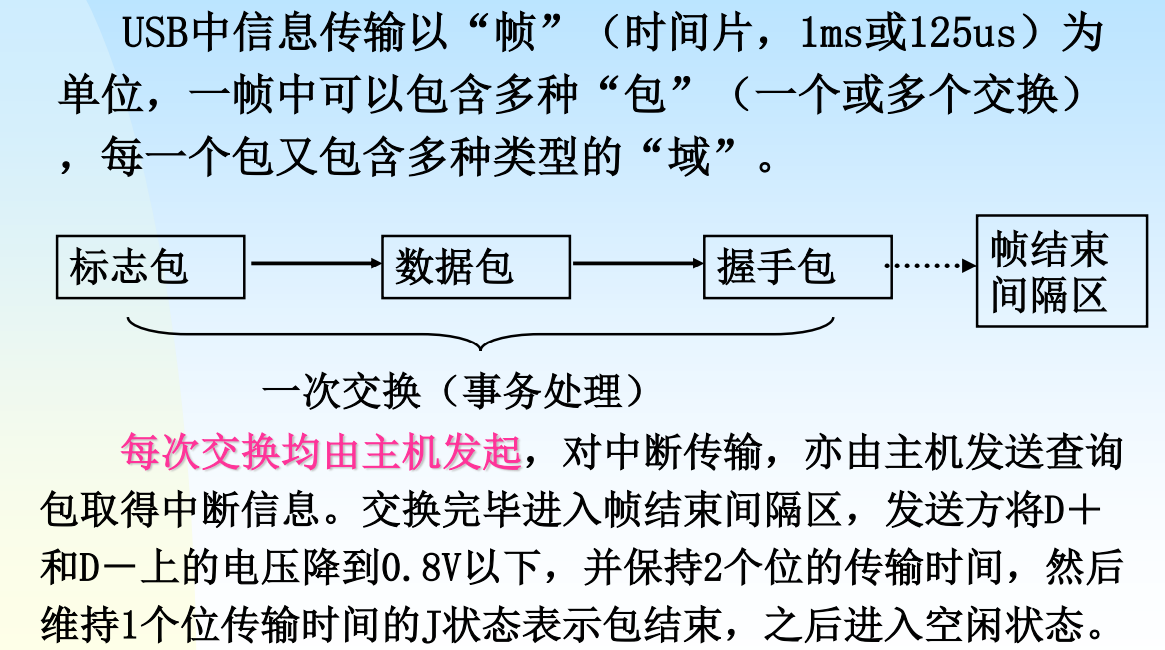 USB中信息传输以“帧”（时间片，1ms或125us）为
单位，一帧中可以包含多种“包”（一个或多个交换）
，每一个包又包含多种类型的“域”。
标志包
数据包
握手包
帧结束
间隔区
一次交换（事务处理）
每次交换均由主机发起，对中断传输，亦由主机发送查询
包取得中断信息。交换完毕进入帧结束间隔区，发送方将D＋
和D－上的电压降到0.8V以下，并保持2个位的传输时间，然后
维持1个位传输时间的J状态表示包结束，之后进入空闲状态。